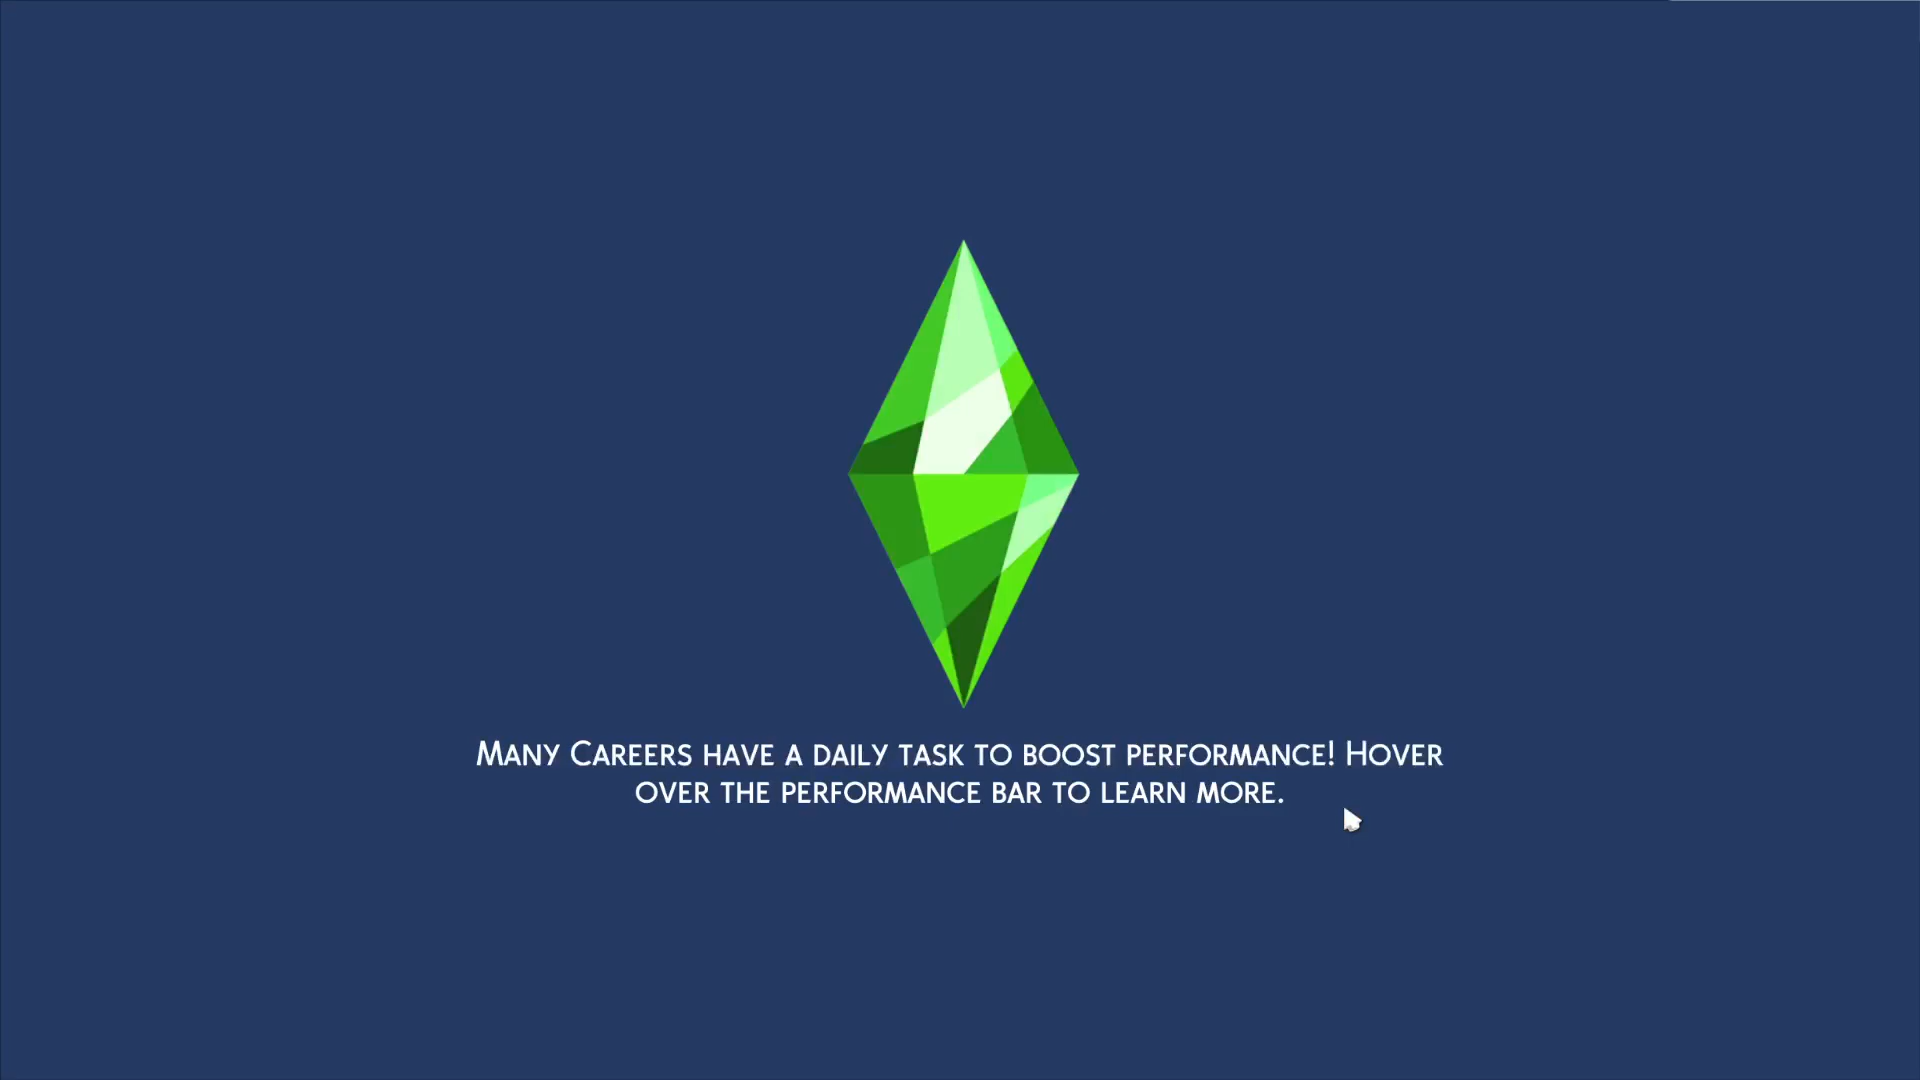 Many Careers have a daily task to boost performance! Hover
over the performance bar to learn more.